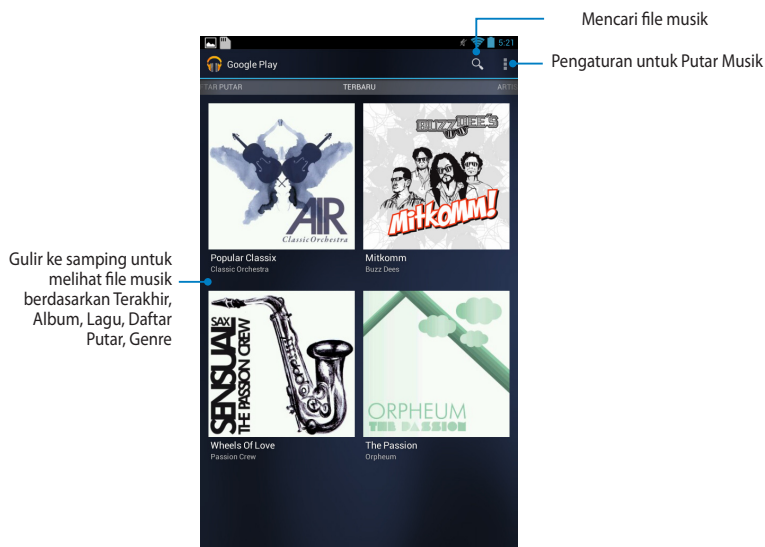 Mencari file musik
5:21
Google Play
Pengaturan untuk Putar Musik
TAR PUTAR
TERBARU
ARTIS
BUZZ DEE'S
Mitkomm!
AIR
Classic Orchestra
Popular Classix
Classic Orchestra
Mitkomm
Buzz Dees
Gulir ke samping untuk
melihat file musik
berdasarkan Terakhir,
Album, Lagu, Daftar
Putar, Genre
SENSUAL
SAX
THE PASSION CREW
ORPHEUM
THE PASSION
Wheels Of Love
Passion Crew
The Passion
Orpheum